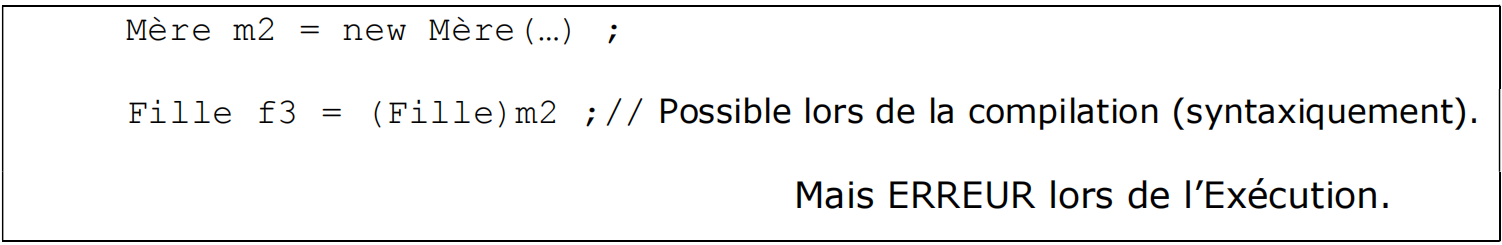 Mère m2 = new Mère(…) ;
Fille f3 = (Fille)m2 ;// Possible lors de la compilation (syntaxiquement).
Mais ERREUR lors de l’Exécution.